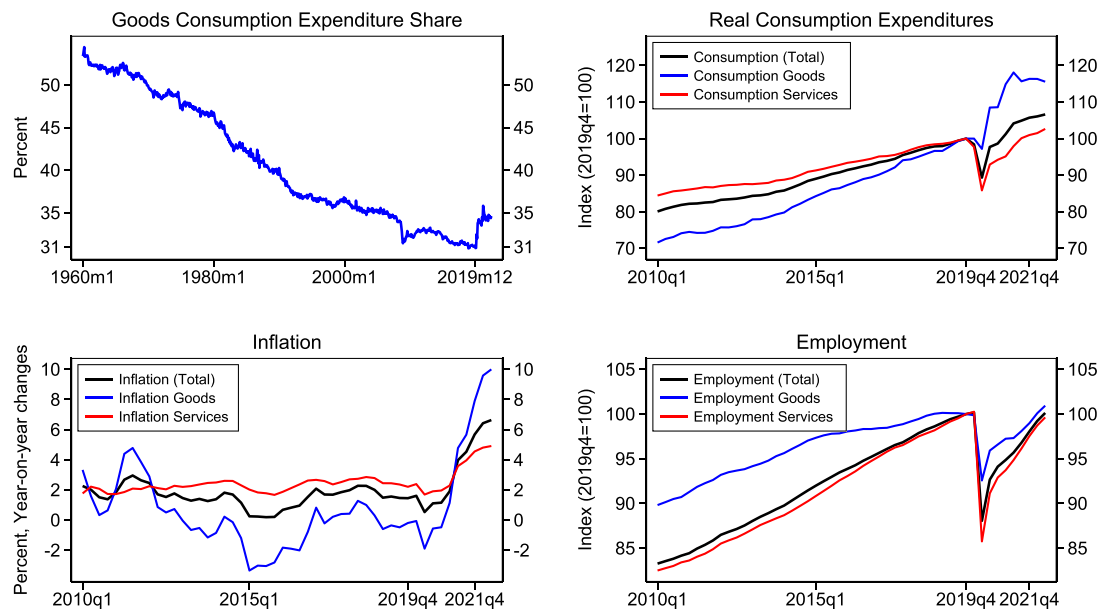 Goods Consumption Expenditure Share
Percent
50
45
40
35
31
50
45
40
35
31
1960m1
1980m1
2000m1
2019m12
Real Consumption Expenditures
Index (2019q4=100)
Consumption (Total)
Consumption Goods
Consumption Services
120
110
100
90
80
70
120
110
100
90
80
70
2010q1
2015q1
2019q4
2021q4
Inflation
Percent, Year-on-year changes
Inflation (Total)
Inflation Goods
Inflation Services
10
8
6
4
2
0
-2
10
8
6
4
2
0
-2
2010q1
2015q1
2019q4
2021q4
Employment
Index (2019q4=100)
Employment (Total)
Employment Goods
Employment Services
105
100
95
90
85
105
100
95
90
85
2010q1
2015q1
2019q4
2021q4